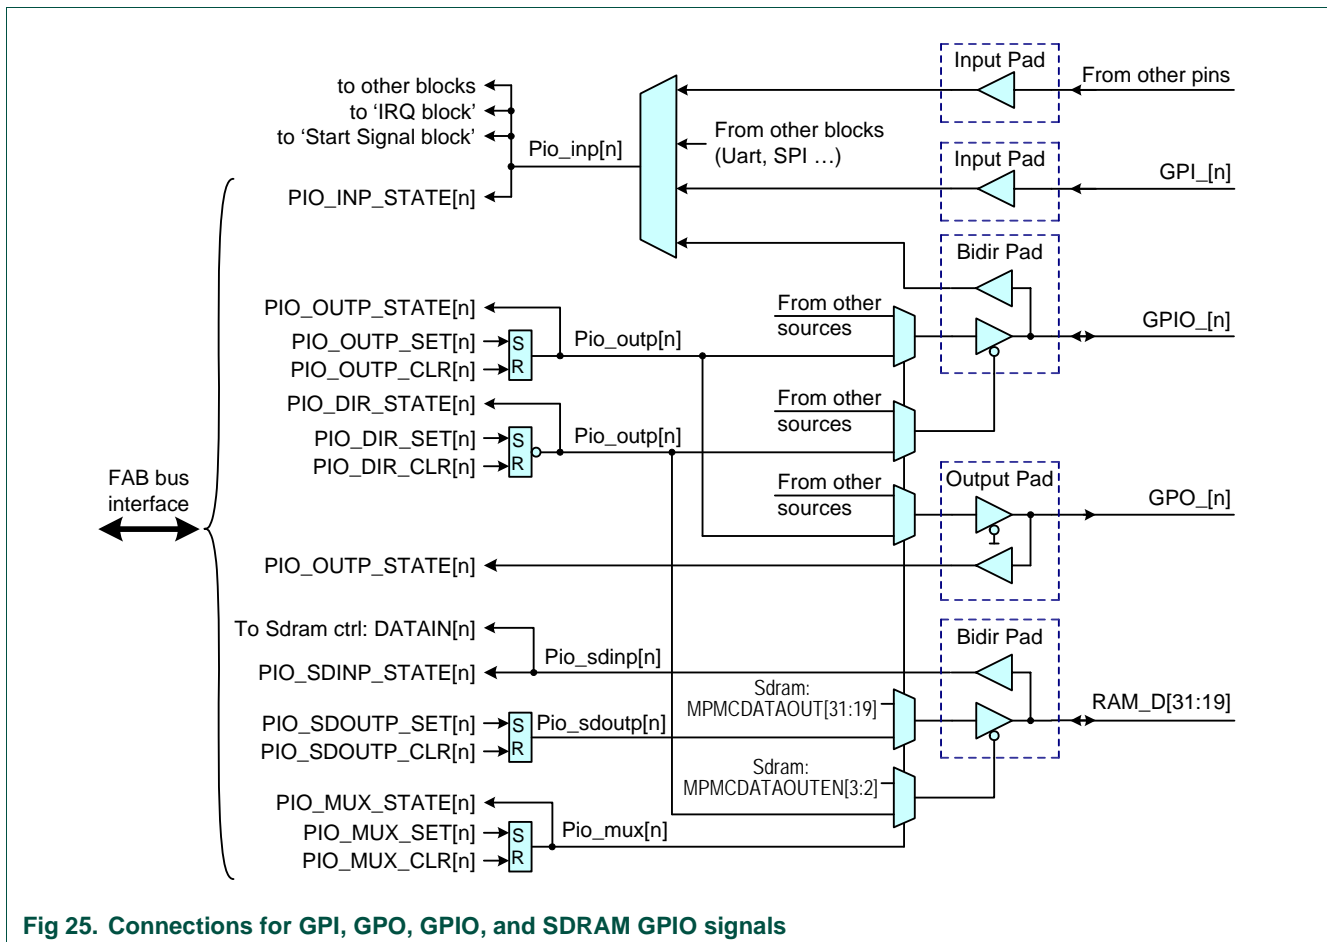 Input Pad
From other pins
to other blocks
to 'IRQ block'
to 'Start Signal block'
From other blocks
(Uart, SPI …)
Pio_inp[n]
Input Pad
GPI_[n]
PIO_INP_STATE[n]
Bidir Pad
PIO_OUTP_STATE[n]
From other
sources
GPIO_[n]
PIO_OUTP_SET[n]
S
Pio_outp[n]
PIO_OUTP_CLR[n]
R
PIO_DIR_STATE[n]
From other
sources
PIO_DIR_SET[n]
S
Pio_outp[n]
PIO_DIR_CLR[n]
R
FAB bus
interface
From other
sources
Output Pad
GPO_[n]
PIO_OUTP_STATE[n]
To Sdram ctrl: DATAIN[n]
Bidir Pad
Pio_sdinp[n]
PIO_SDINP_STATE[n]
Sdram:
MPMCDATAOUT[31:19]
RAM_D[31:19]
PIO_SDOUTP_SET[n]
S
Pio_sdoutp[n]
PIO_SDOUTP_CLR[n]
R
Sdram:
MPMCDATAOUTEN[3:2]
PIO_MUX_STATE[n]
PIO_MUX_SET[n]
S
Pio_mux[n]
PIO_MUX_CLR[n]
R
Fig 25. Connections for GPI, GPO, GPIO, and SDRAM GPIO signals